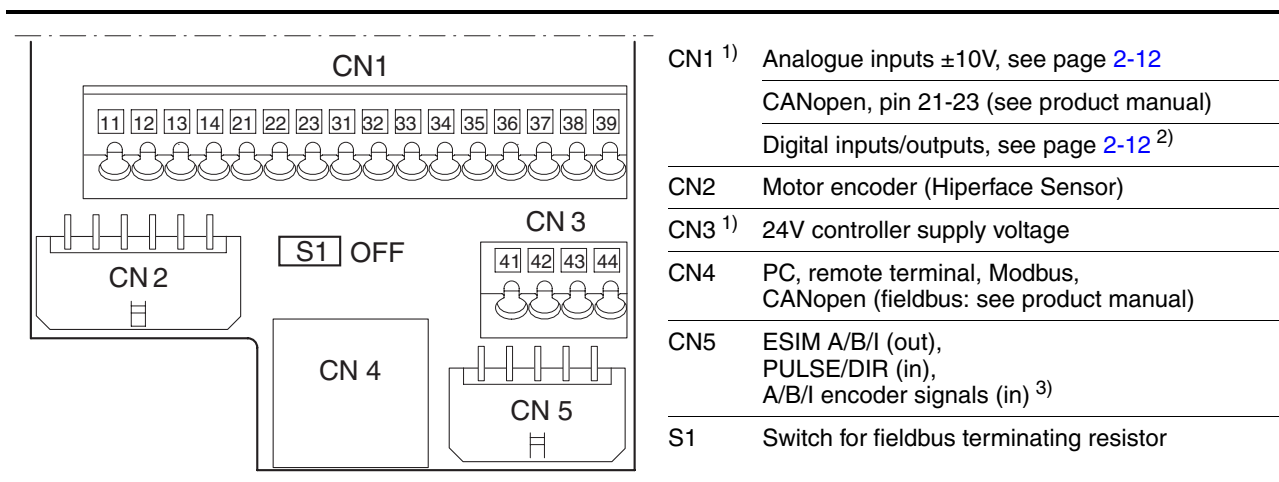 CN1
11 12 13 14 21 22 23 31 32 33 34 35 36 37 38 39
CN 2
S1 OFF
CN 3
41 42 43 44
CN 4
CN 5
CN1 1) Analogue inputs ±10V, see page 2-12
CANopen, pin 21-23 (see product manual)
Digital inputs/outputs, see page 2-12 2)
CN2 Motor encoder (Hiperface Sensor)
CN3 1) 24V controller supply voltage
CN4 PC, remote terminal, Modbus,
CANopen (fieldbus: see product manual)
CN5 ESIM A/B/I (out),
PULSE/DIR (in),
A/B/I encoder signals (in) 3)
S1 Switch for fieldbus terminating resistor